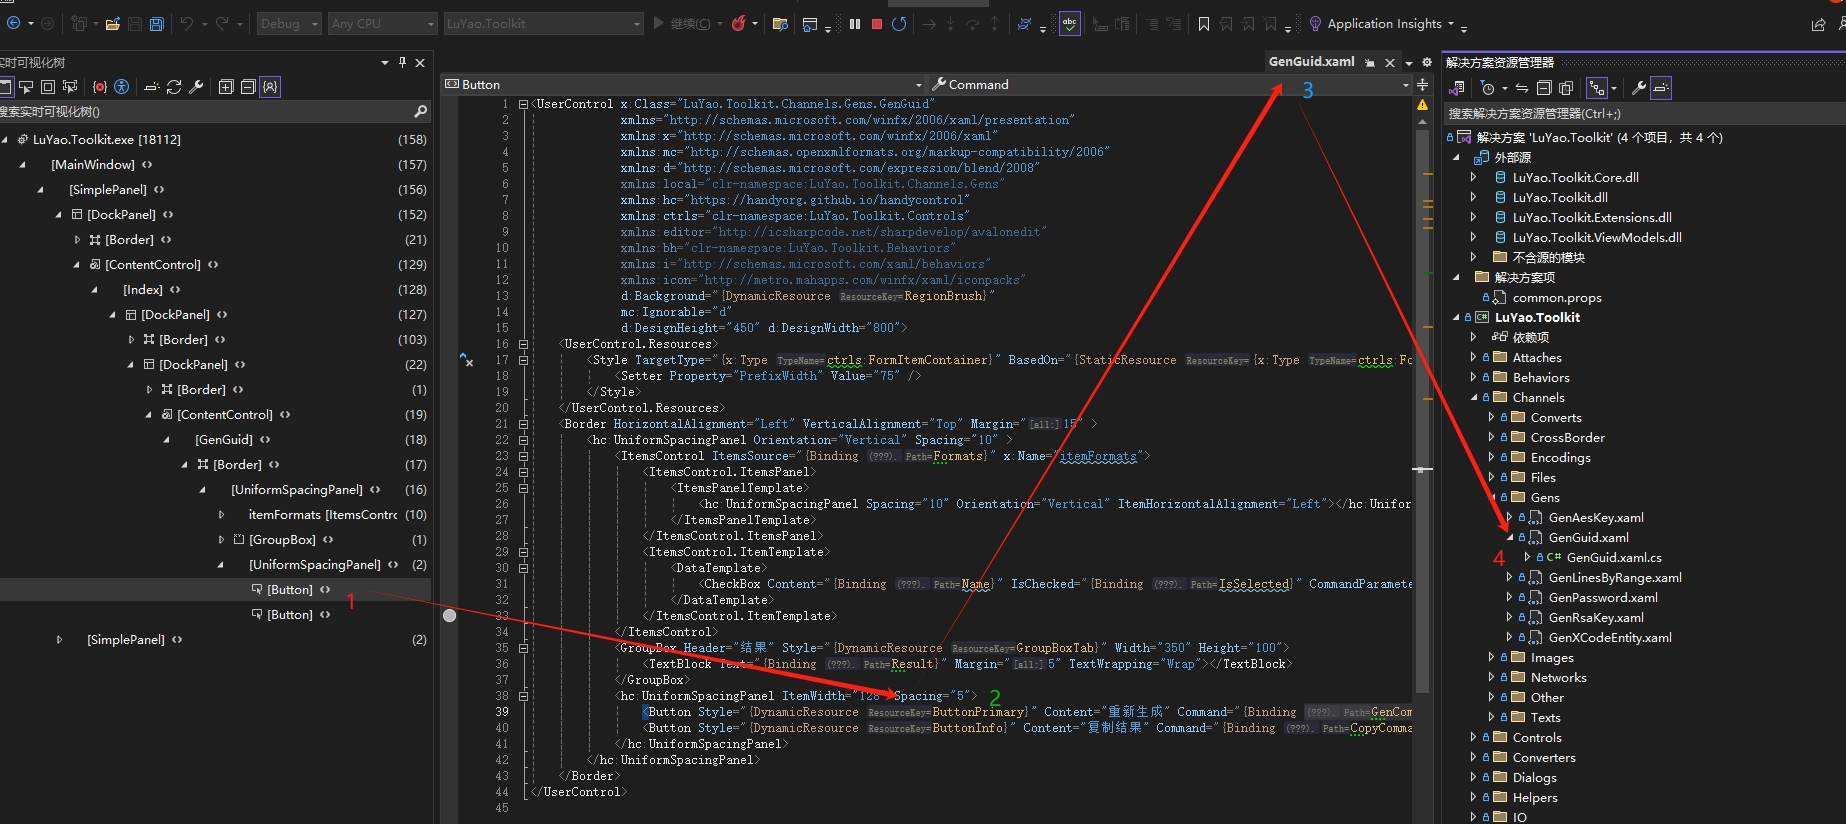 Debug
Any CPU
LuYao.Toolkit
继续(C)
abc
Application Insights
实时可视化树
搜索实时可视化树()
LuYao.Toolkit.exe [18112] (158)
[MainWindow] (157)
[SimplePanel] (156)
[DockPanel] (152)
[Border] (21)
[ContentControl] (129)
[Index] (128)
[DockPanel] (127)
[Border] (103)
[DockPanel] (22)
[Border] (1)
[ContentControl] (19)
[GenGuid] (18)
[Border] (17)
[UniformSpacingPanel] (16)
itemFormats [ItemsContro (10)
[GroupBox] (1)
[UniformSpacingPanel] (2)
[Button]
[Button]
[SimplePanel] (2)
1
GenGuid.xaml
Button
Command
3
1 <UserControl x:Class="LuYao.Toolkit.Channels.Gens.GenGuid"
2 xmlns="http://schemas.microsoft.com/winfx/2006/xaml/presentation"
3 xmlns:x="http://schemas.microsoft.com/winfx/2006/xaml"
4 xmlns:mc="http://schemas.openxmlformats.org/markup-compatibility/2006"
5 xmlns:d="http://schemas.microsoft.com/expression/blend/2008"
6 xmlns:local="clr-namespace:LuYao.Toolkit.Channels.Gens"
7 xmlns:hc="https://handyorg.github.io/handycontrol"
8 xmlns:ctrls="clr-namespace:LuYao.Toolkit.Controls"
9 xmlns:editor="http://icsharpcode.net/sharpdevelop/avalonedit"
10 xmlns:bh="clr-namespace:LuYao.Toolkit.Behaviors"
11 xmlns:i="http://schemas.microsoft.com/xaml/behaviors"
12 xmlns:icon="http://metro.mahapps.com/winfx/xaml/iconpacks"
13 d:Background="{DynamicResource ResourceKey=RegionBrush}"
14 mc:Ignorable="d"
15 d:DesignHeight="450" d:DesignWidth="800">
16 <UserControl.Resources>
17 <Style TargetType="{x:Type TypeName=ctrls:FormItemContainer}" BasedOn="{StaticResource ResourceKey={x:Type TypeName=ctrls:Fo
18 <Setter Property="PrefixWidth" Value="75" />
19 </Style>
20 </UserControl.Resources>
21 <Border HorizontalAlignment="Left" VerticalAlignment="Top" Margin="[all:]15" >
22 <hc:UniformSpacingPanel Orientation="Vertical" Spacing="10" >
23 <ItemsControl ItemsSource="{Binding (???).Path=Formats}" x:Name="itemFormats">
24 <ItemsControl.ItemsPanel>
25 <ItemsPanelTemplate>
26 <hc:UniformSpacingPanel Spacing="10" Orientation="Vertical" ItemHorizontalAlignment="Left"></hc:Unifor
27 </ItemsPanelTemplate>
28 </ItemsControl.ItemsPanel>
29 <ItemsControl.ItemTemplate>
30 <DataTemplate>
31 <CheckBox Content="{Binding (???).Path=Name}" IsChecked="{Binding (???).Path=IsSelected}" CommandParamete
32 </DataTemplate>
33 </ItemsControl.ItemTemplate>
34 </ItemsControl>
35 <GroupBox Header="结果" Style="{DynamicResource ResourceKey=GroupBoxTab}" Width="350" Height="100">
36 <TextBlock Text="{Binding (???).Path=Result}" Margin="[all:]5" TextWrapping="Wrap"></TextBlock>
37 </GroupBox>
38 <hc:UniformSpacingPanel ItemWidth="128" Spacing="5">
2
39 <Button Style="{DynamicResource ResourceKey=ButtonPrimary}" Content="重新生成" Command="{Binding (???).Path=GenCom
40 <Button Style="{DynamicResource ResourceKey=ButtonInfo}" Content="复制结果" Command="{Binding (???).Path=CopyComma
41 </hc:UniformSpacingPanel>
42 </hc:UniformSpacingPanel>
43 </Border>
44 </UserControl>
45
解决方案资源管理器
搜索解决方案资源管理器(Ctrl+;)
解决方案 'LuYao.Toolkit' (4 个项目，共 4 个)
外部源
LuYao.Toolkit.Core.dll
LuYao.Toolkit.dll
LuYao.Toolkit.Extensions.dll
LuYao.Toolkit.ViewModels.dll
不含源的模块
解决方案项
common.props
C# LuYao.Toolkit
依赖项
Attaches
Behaviors
Channels
Converts
CrossBorder
Encodings
Files
Gens
GenAesKey.xaml
GenGuid.xaml
4
C# GenGuid.xaml.cs
GenLinesByRange.xaml
GenPassword.xaml
GenRsaKey.xaml
GenXCodeEntity.xaml
Images
Networks
Other
Texts
Controls
Converters
Dialogs
Helpers
IO